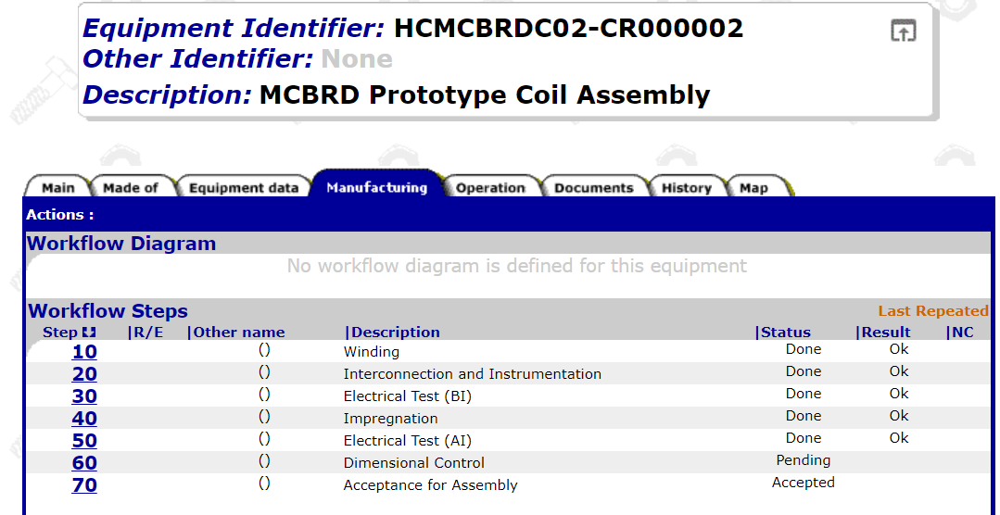 Equipment Identifier: HCMCBRDC02-CR000002
Other Identifier: None
Description: MCBRD Prototype Coil Assembly
Main Made of Equipment data Manufacturing Operation Documents History Map
Actions :
Workflow Diagram
No workflow diagram is defined for this equipment
Workflow Steps Last Repeated
Step |R/E |Other name |Description |Status |Result |NC
10 () Winding Done Ok
20 () Interconnection and Instrumentation Done Ok
30 () Electrical Test (BI) Done Ok
40 () Impregnation Done Ok
50 () Electrical Test (AI) Done Ok
60 () Dimensional Control Pending
70 () Acceptance for Assembly Accepted